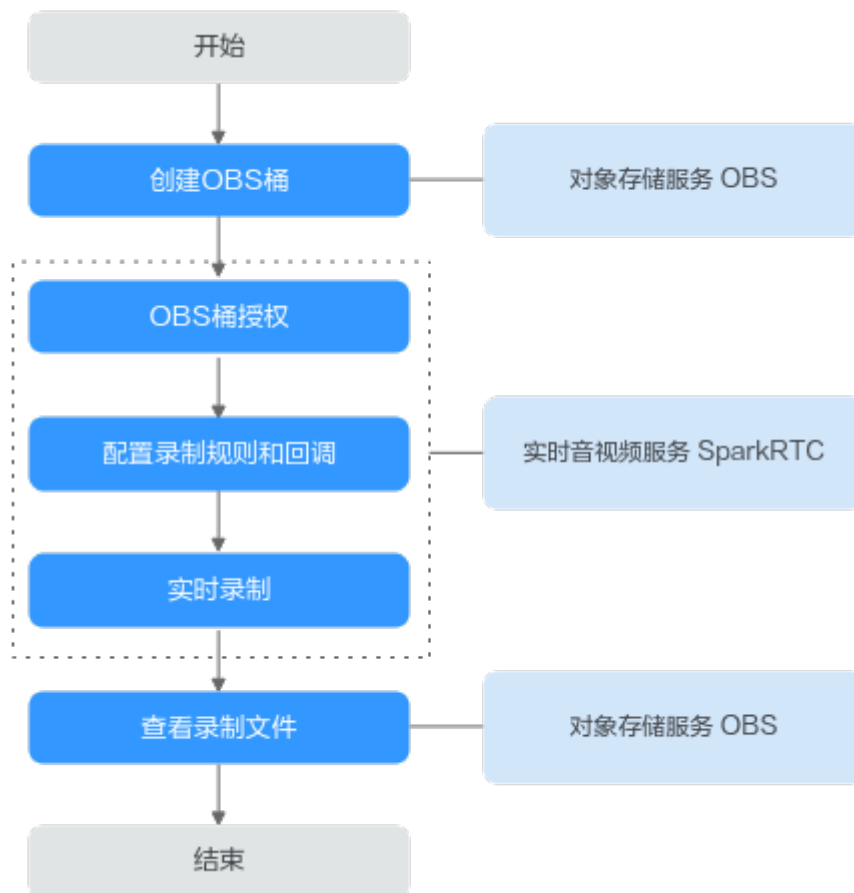 开始
创建OBS桶
对象存储服务 OBS
OBS桶授权
配置录制规则和回调
实时音视频服务 SparkRTC
实时录制
查看录制文件
对象存储服务 OBS
结束